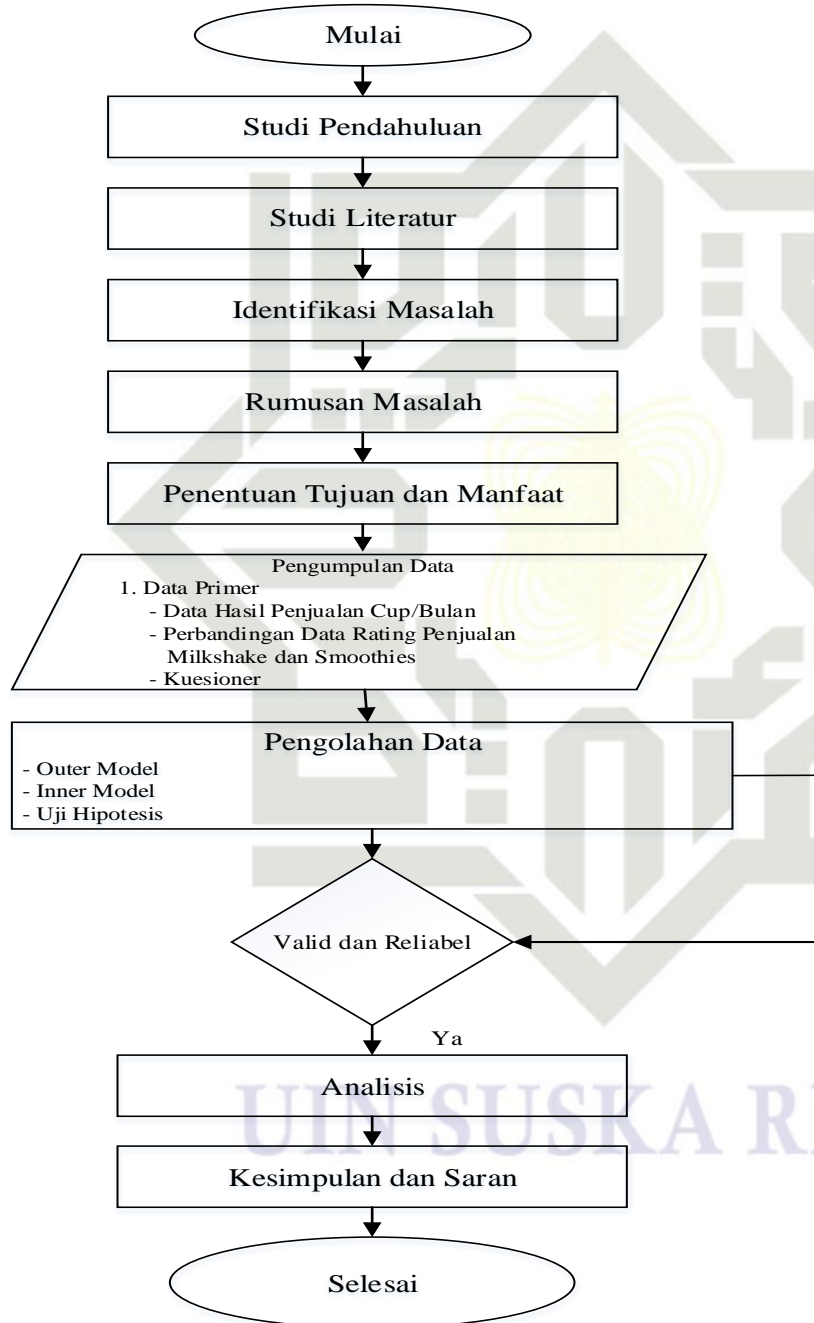 Mulai
Studi Pendahuluan
Studi Literatur
Identifikasi Masalah
Rumusan Masalah
Penentuan Tujuan dan Manfaat
Pengumpulan Data
1. Data Primer
- Data Hasil Penjualan Cup/Bulan
- Perbandingan Data Rating Penjualan
Milkshake dan Smoothies
- Kuesioner
Pengolahan Data
- Outer Model
- Inner Model
- Uji Hipotesis
Valid dan Reliabel
Ya
Analisis
UIN SUSKA
Kesimpulan dan Saran
Selesai